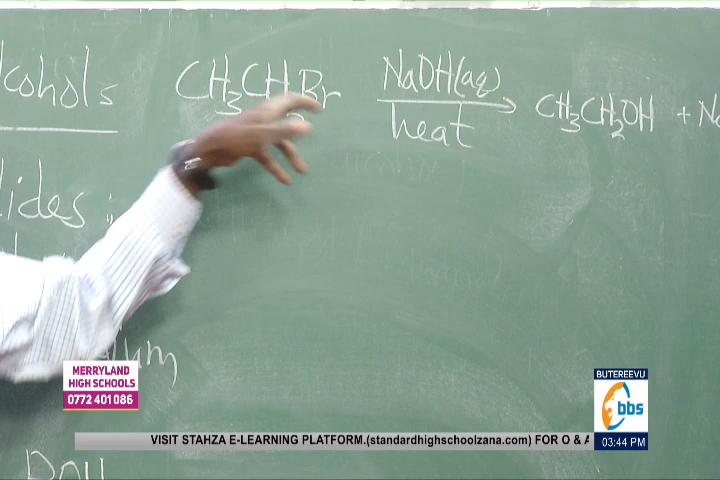 cohols
CH3CH2Br NaOH(aq) heat → CH3CH2OH + Na
lides :
MERRYLAND
HIGH SCHOOLS
0772 401 086
BUTEREEVU
bbs
03:44 PM
VISIT STAHZA E-LEARNING PLATFORM.(standardhighschoolzana.com) FOR O & A